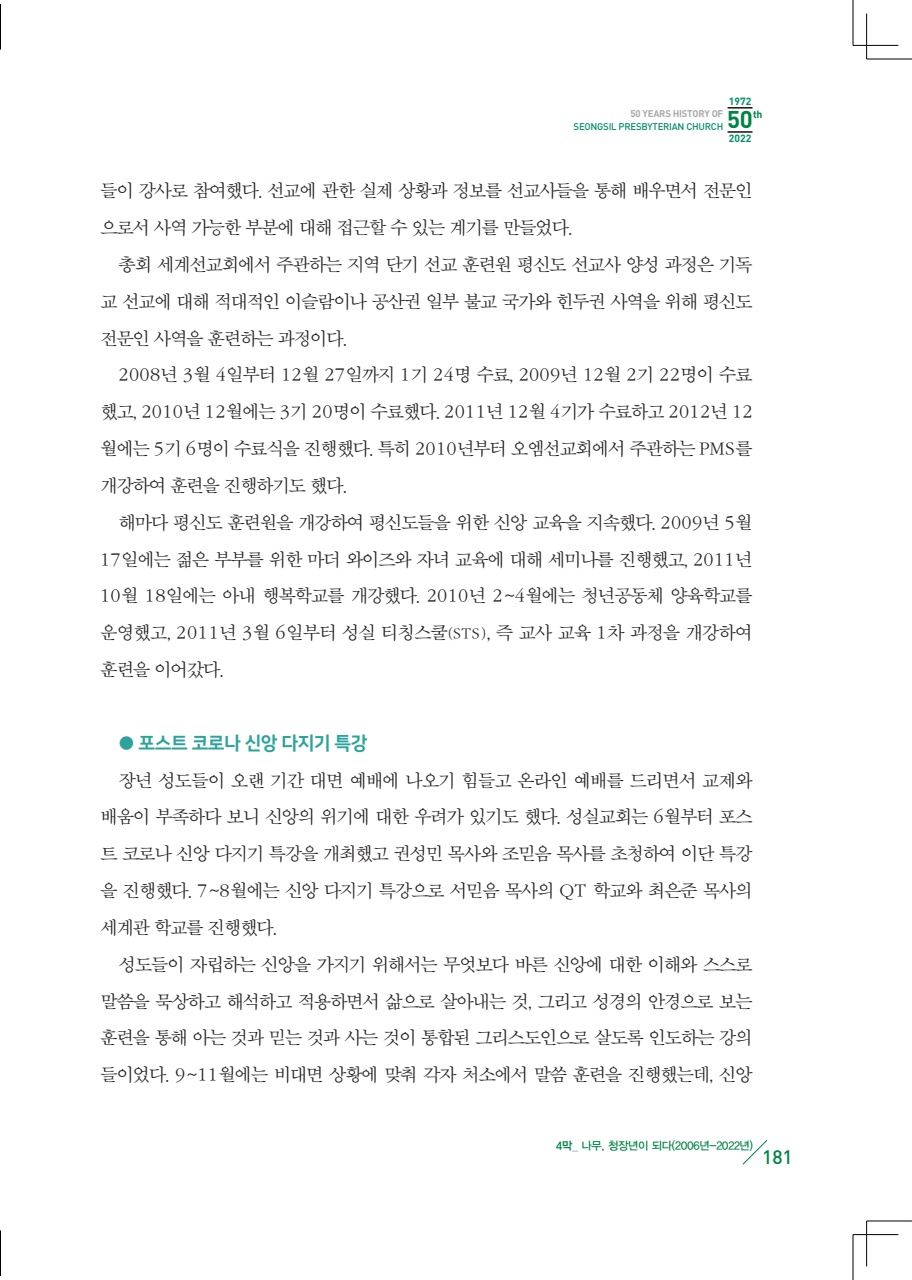 1972
50 YEARS HISTORY OF
SEONGSIL PRESBYTERIAN CHURCH
50th
2022
들이 강사로 참여했다. 선교에 관한 실제 상황과 정보를 선교사들을 통해 배우면서 전문인
으로서 사역 가능한 부분에 대해 접근할 수 있는 계기를 만들었다.
총회 세계선교회에서 주관하는 지역 단기 선교 훈련원 평신도 선교사 양성 과정은 기독
교 선교에 대해 적대적인 이슬람이나 공산권 일부 불교 국가와 힌두권 사역을 위해 평신도
전문인 사역을 훈련하는 과정이다.
2008년 3월 4일부터 12월 27일까지 1기 24명 수료, 2009년 12월 2기 22명이 수료
했고, 2010년 12월에는 3기 20명이 수료했다. 2011년 12월 4기가 수료하고 2012년 12
월에는 5기 6명이 수료식을 진행했다. 특히 2010년부터 오엠선교회에서 주관하는 PMS를
개강하여 훈련을 진행하기도 했다.
해마다 평신도 훈련원을 개강하여 평신도들을 위한 신앙 교육을 지속했다. 2009년 5월
17일에는 젊은 부부를 위한 마더 와이즈와 자녀 교육에 대해 세미나를 진행했고, 2011년
10월 18일에는 아내 행복학교를 개강했다. 2010년 2~4월에는 청년공동체 양육학교를
운영했고, 2011년 3월 6일부터 성실 티칭스쿨(STS), 즉 교사 교육 1차 과정을 개강하여
훈련을 이어갔다.
● 포스트 코로나 신앙 다지기 특강
장년 성도들이 오랜 기간 대면 예배에 나오기 힘들고 온라인 예배를 드리면서 교제와
배움이 부족하다 보니 신앙의 위기에 대한 우려가 있기도 했다. 성실교회는 6월부터 포스
트 코로나 신앙 다지기 특강을 개최했고 권성민 목사와 조믿음 목사를 초청하여 이단 특강
을 진행했다. 7~8월에는 신앙 다지기 특강으로 서믿음 목사의 QT 학교와 최은준 목사의
세계관 학교를 진행했다.
성도들이 자립하는 신앙을 가지기 위해서는 무엇보다 바른 신앙에 대한 이해와 스스로
말씀을 묵상하고 해석하고 적용하면서 삶으로 살아내는 것, 그리고 성경의 안경으로 보는
훈련을 통해 아는 것과 믿는 것과 사는 것이 통합된 그리스도인으로 살도록 인도하는 강의
들이었다. 9~11월에는 비대면 상황에 맞춰 각자 처소에서 말씀 훈련을 진행했는데, 신앙
4막_ 나무, 청장년이 되다(2006년-2022년)
181